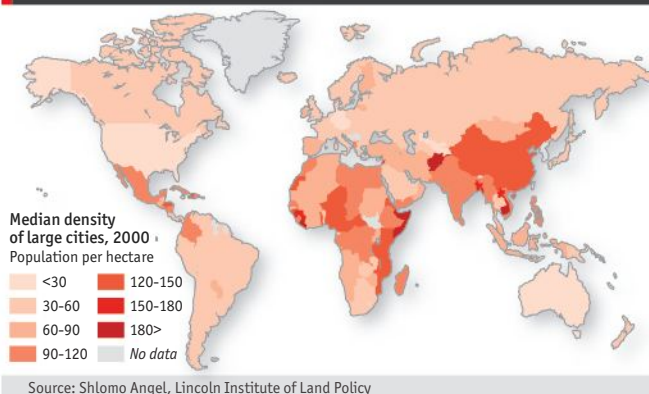 Median density
of large cities, 2000
Population per hectare
<30
30-60
60-90
90-120
120-150
150-180
180>
No data
Source: Shlomo Angel, Lincoln Institute of Land Policy